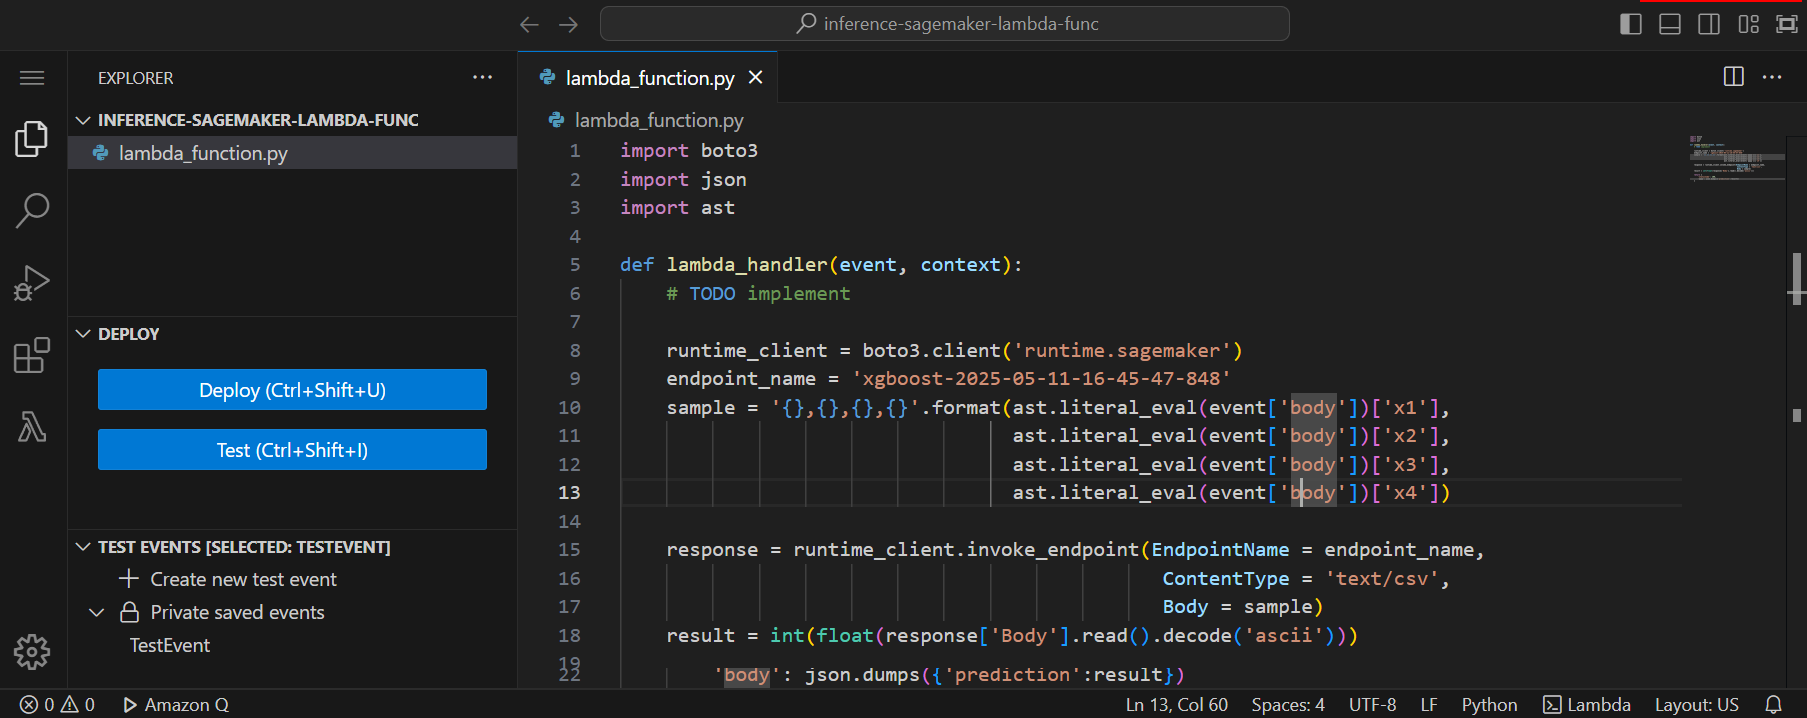 inference-sagemaker-lambda-func
EXPLORER
INFERENCE-SAGEMAKER-LAMBDA-FUNC
lambda_function.py
DEPLOY
Deploy (Ctrl+Shift+U)
Test (Ctrl+Shift+I)
TEST EVENTS [SELECTED: TESTEVENT]
Create new test event
Private saved events
TestEvent
lambda_function.py
lambda_function.py
1 import boto3
2 import json
3 import ast
4
5 def lambda_handler(event, context):
6     # TODO implement
7
8     runtime_client = boto3.client('runtime.sagemaker')
9     endpoint_name = 'xgboost-2025-05-11-16-45-47-848'
10     sample = '{},{},{},{}'.format(ast.literal_eval(event['body'])['x1'],
11                                   ast.literal_eval(event['body'])['x2'],
12                                   ast.literal_eval(event['body'])['x3'],
13                                   ast.literal_eval(event['body'])['x4'])
14
15     response = runtime_client.invoke_endpoint(EndpointName = endpoint_name,
16                                                ContentType = 'text/csv',
17                                                Body = sample)
18     result = int(float(response['Body'].read().decode('ascii')))
19
22         'body': json.dumps({'prediction':result})
0 0 Amazon Q Ln 13, Col 60 Spaces: 4 UTF-8 LF Python Lambda Layout: US